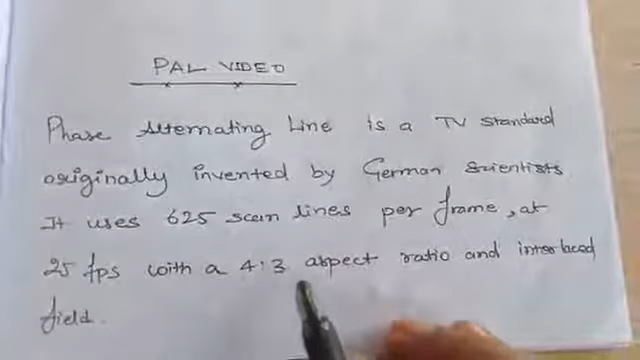 PAL VIDEO
Phase Alternating Line is a TV standard
originally invented by German Scientists.
It uses 625 scan lines per frame, at
25 fps with a 4:3 aspect ratio and interlaced
field.